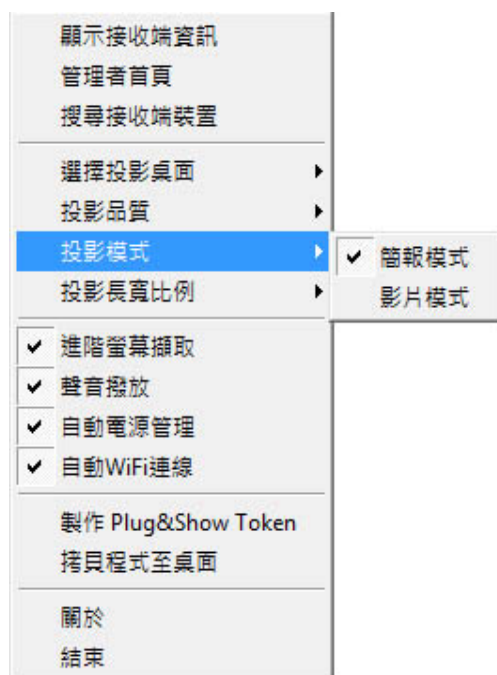 顯示接收端資訊
管理者首頁
搜尋接收端裝置
選擇投影桌面
投影品質
投影模式
簡報模式
影片模式
投影長寬比例
進階螢幕擷取
聲音撥放
自動電源管理
自動WiFi連線
製作 Plug&Show Token
拷貝程式至桌面
關於
結束